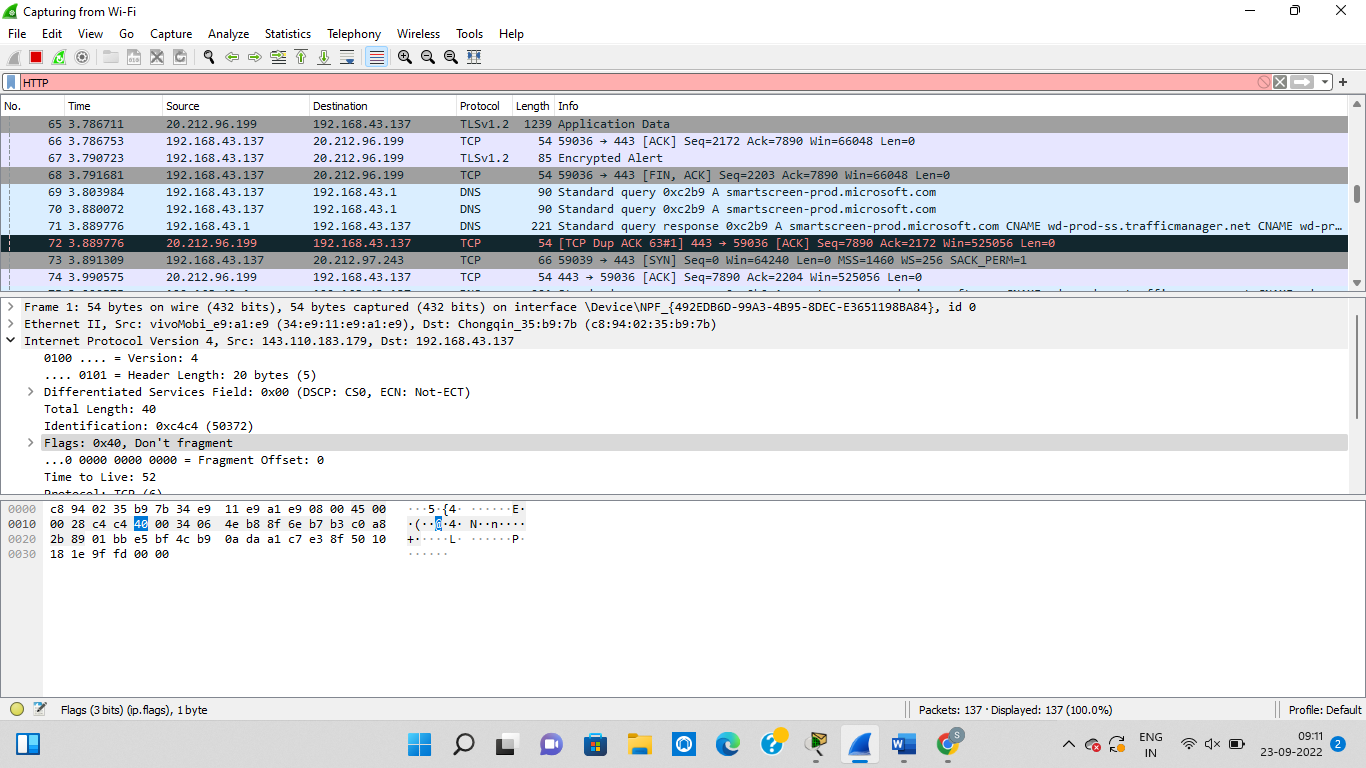 Capturing from Wi-Fi
File Edit View Go Capture Analyze Statistics Telephony Wireless Tools Help
HTTP
No. Time Source Destination Protocol Length Info
65 3.786711 20.212.96.199 192.168.43.137 TLSv1.2 1239 Application Data
66 3.786753 192.168.43.137 20.212.96.199 TCP 54 59036 → 443 [ACK] Seq=2172 Ack=7890 Win=66048 Len=0
67 3.790723 192.168.43.137 20.212.96.199 TLSv1.2 85 Encrypted Alert
68 3.791681 192.168.43.137 20.212.96.199 TCP 54 59036 → 443 [FIN, ACK] Seq=2203 Ack=7890 Win=66048 Len=0
69 3.803984 192.168.43.137 192.168.43.1 DNS 90 Standard query 0xc2b9 A smartscreen-prod.microsoft.com
70 3.880072 192.168.43.137 192.168.43.1 DNS 90 Standard query 0xc2b9 A smartscreen-prod.microsoft.com
71 3.889776 192.168.43.1 192.168.43.137 DNS 221 Standard query response 0xc2b9 A smartscreen-prod.microsoft.com CNAME wd-prod-ss.trafficmanager.net CNAME wd-pr…
72 3.889776 20.212.96.199 192.168.43.137 TCP 54 [TCP Dup ACK 63#1] 443 → 59036 [ACK] Seq=7890 Ack=2172 Win=525056 Len=0
73 3.891309 192.168.43.137 20.212.97.243 TCP 66 59039 → 443 [SYN] Seq=0 Win=64240 Len=0 MSS=1460 WS=256 SACK_PERM=1
74 3.990575 20.212.96.199 192.168.43.137 TCP 54 443 → 59036 [ACK] Seq=7890 Ack=2204 Win=525056 Len=0
Frame 1: 54 bytes on wire (432 bits), 54 bytes captured (432 bits) on interface \Device\NPF_{492EDB6D-99A3-4B95-8DEC-E3651198BA84}, id 0
Ethernet II, Src: vivoMobi_e9:a1:e9 (34:e9:11:e9:a1:e9), Dst: Chongqin_35:b9:7b (c8:94:02:35:b9:7b)
Internet Protocol Version 4, Src: 143.110.183.179, Dst: 192.168.43.137
0100 .... = Version: 4
.... 0101 = Header Length: 20 bytes (5)
Differentiated Services Field: 0x00 (DSCP: CS0, ECN: Not-ECT)
Total Length: 40
Identification: 0xc4c4 (50372)
Flags: 0x40, Don't fragment
...0 0000 0000 0000 = Fragment Offset: 0
Time to Live: 52
Protocol: TCP (6)
0000 c8 94 02 35 b9 7b 34 e9 11 e9 a1 e9 08 00 45 00 ···5·{4· ······E·
0010 00 28 c4 c4 40 00 34 06 4e b8 8f 6e b7 b3 c0 a8 ·(··@·4· N··n····
0020 2b 89 01 bb e5 bf 4c b9 0a da a1 c7 e3 8f 50 10 +·····L· ······P·
0030 18 1e 9f fd 00 00 ······
Flags (3 bits) (ip.flags), 1 byte Packets: 137 · Displayed: 137 (100.0%) Profile: Default
S
ENG
IN
09:11
23-09-2022
2